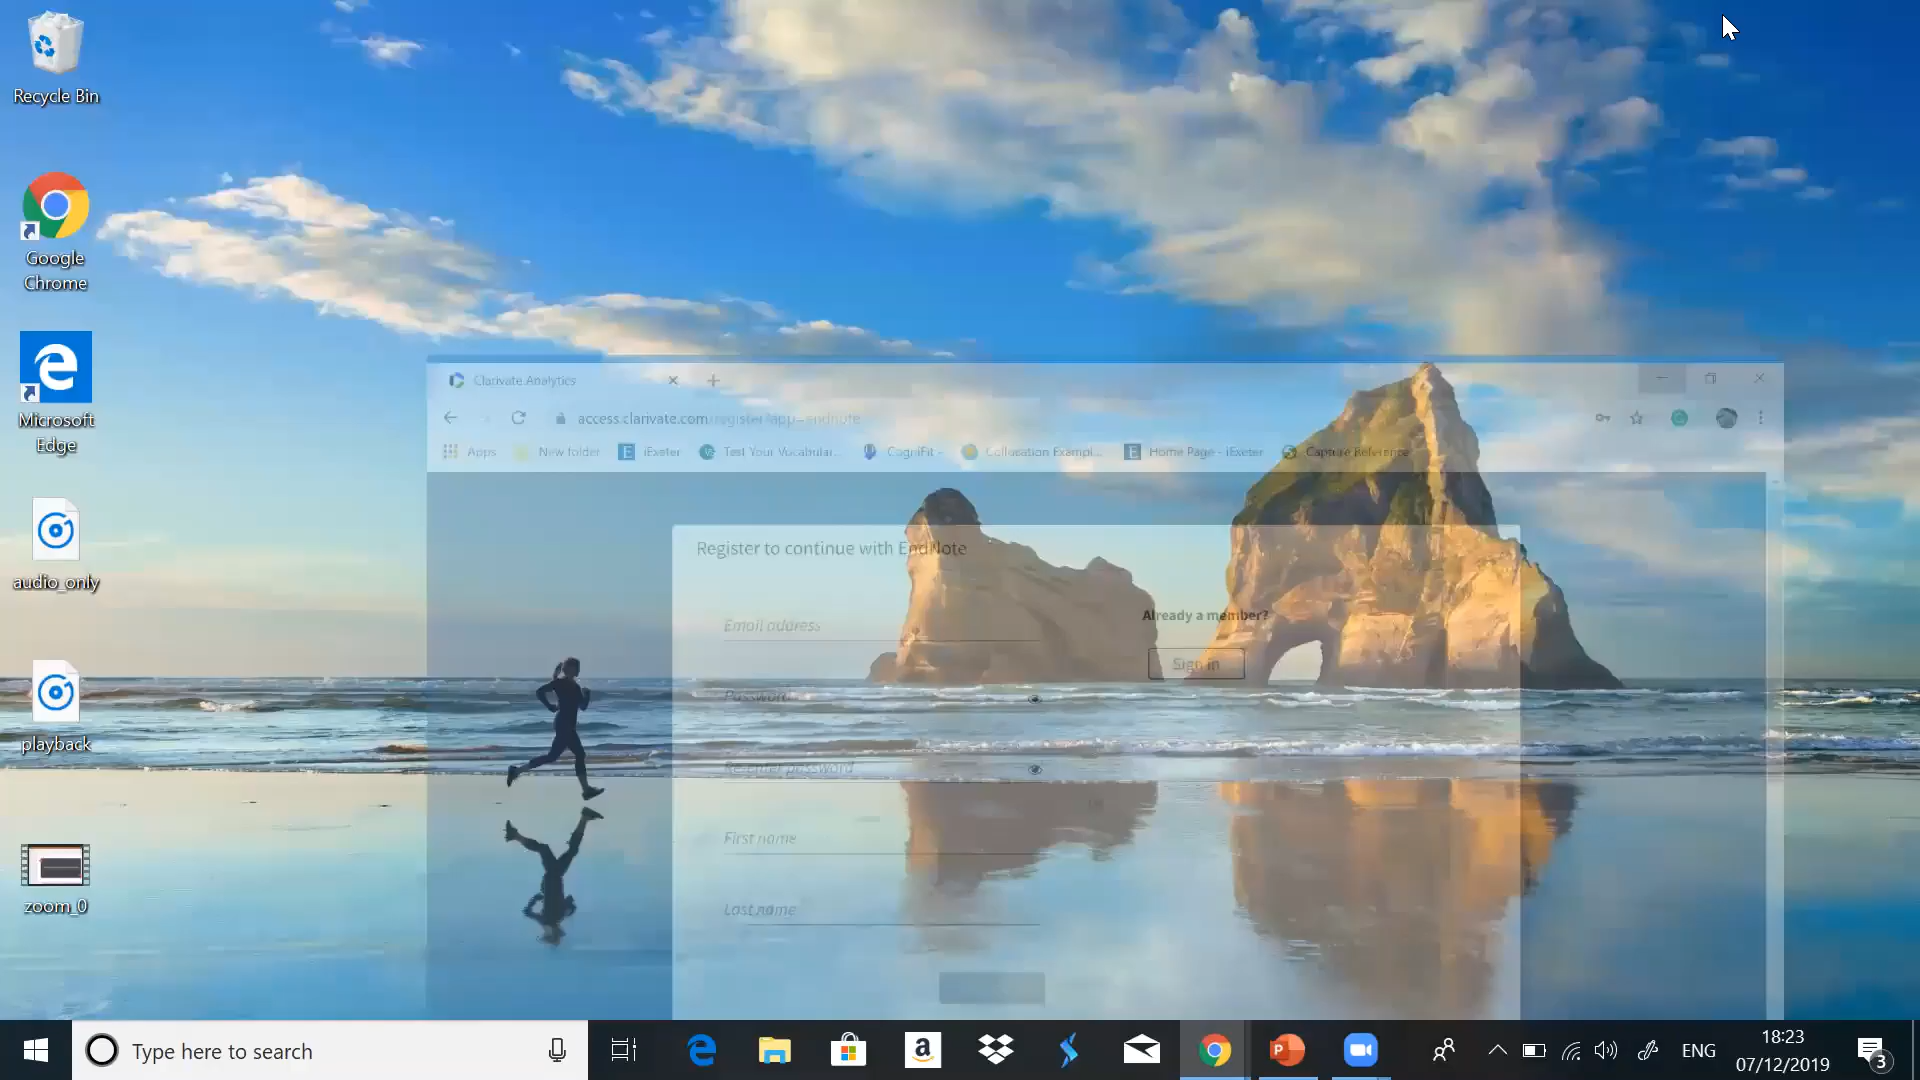 Recycle Bin
Google
Chrome
Microsoft
Edge
audio_only
playback
zoom_0
Clarivate Analytics
access.clarivate.com/register?app=endnote
Apps
New folder
iExeter
Test Your Vocabular...
CogniFit -
Collocation Exampl...
Home Page - iExeter
Capture Reference
Register to continue with EndNote
Email address
Already a member?
Sign in
Password
Re-enter password
First name
Last name
Type here to search
ENG
18:23
07/12/2019
3